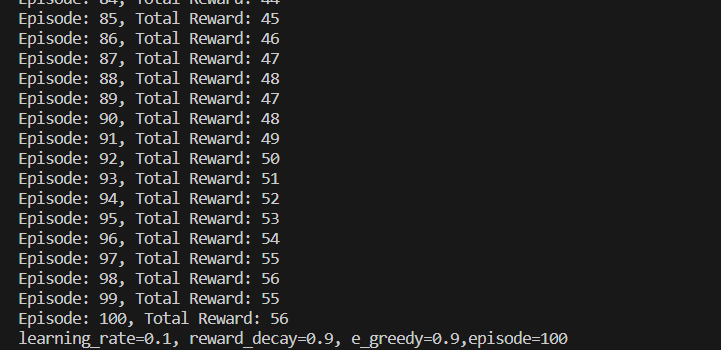 Episode: 84, Total Reward: 44
Episode: 85, Total Reward: 45
Episode: 86, Total Reward: 46
Episode: 87, Total Reward: 47
Episode: 88, Total Reward: 48
Episode: 89, Total Reward: 47
Episode: 90, Total Reward: 48
Episode: 91, Total Reward: 49
Episode: 92, Total Reward: 50
Episode: 93, Total Reward: 51
Episode: 94, Total Reward: 52
Episode: 95, Total Reward: 53
Episode: 96, Total Reward: 54
Episode: 97, Total Reward: 55
Episode: 98, Total Reward: 56
Episode: 99, Total Reward: 55
Episode: 100, Total Reward: 56
learning_rate=0.1, reward_decay=0.9, e_greedy=0.9,episode=100